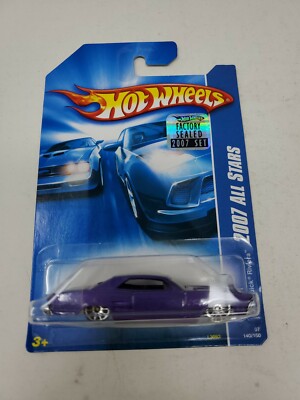 HOT WHEELS
FACTORY
SEALED
2007 SET
2007 ALL STARS
3+